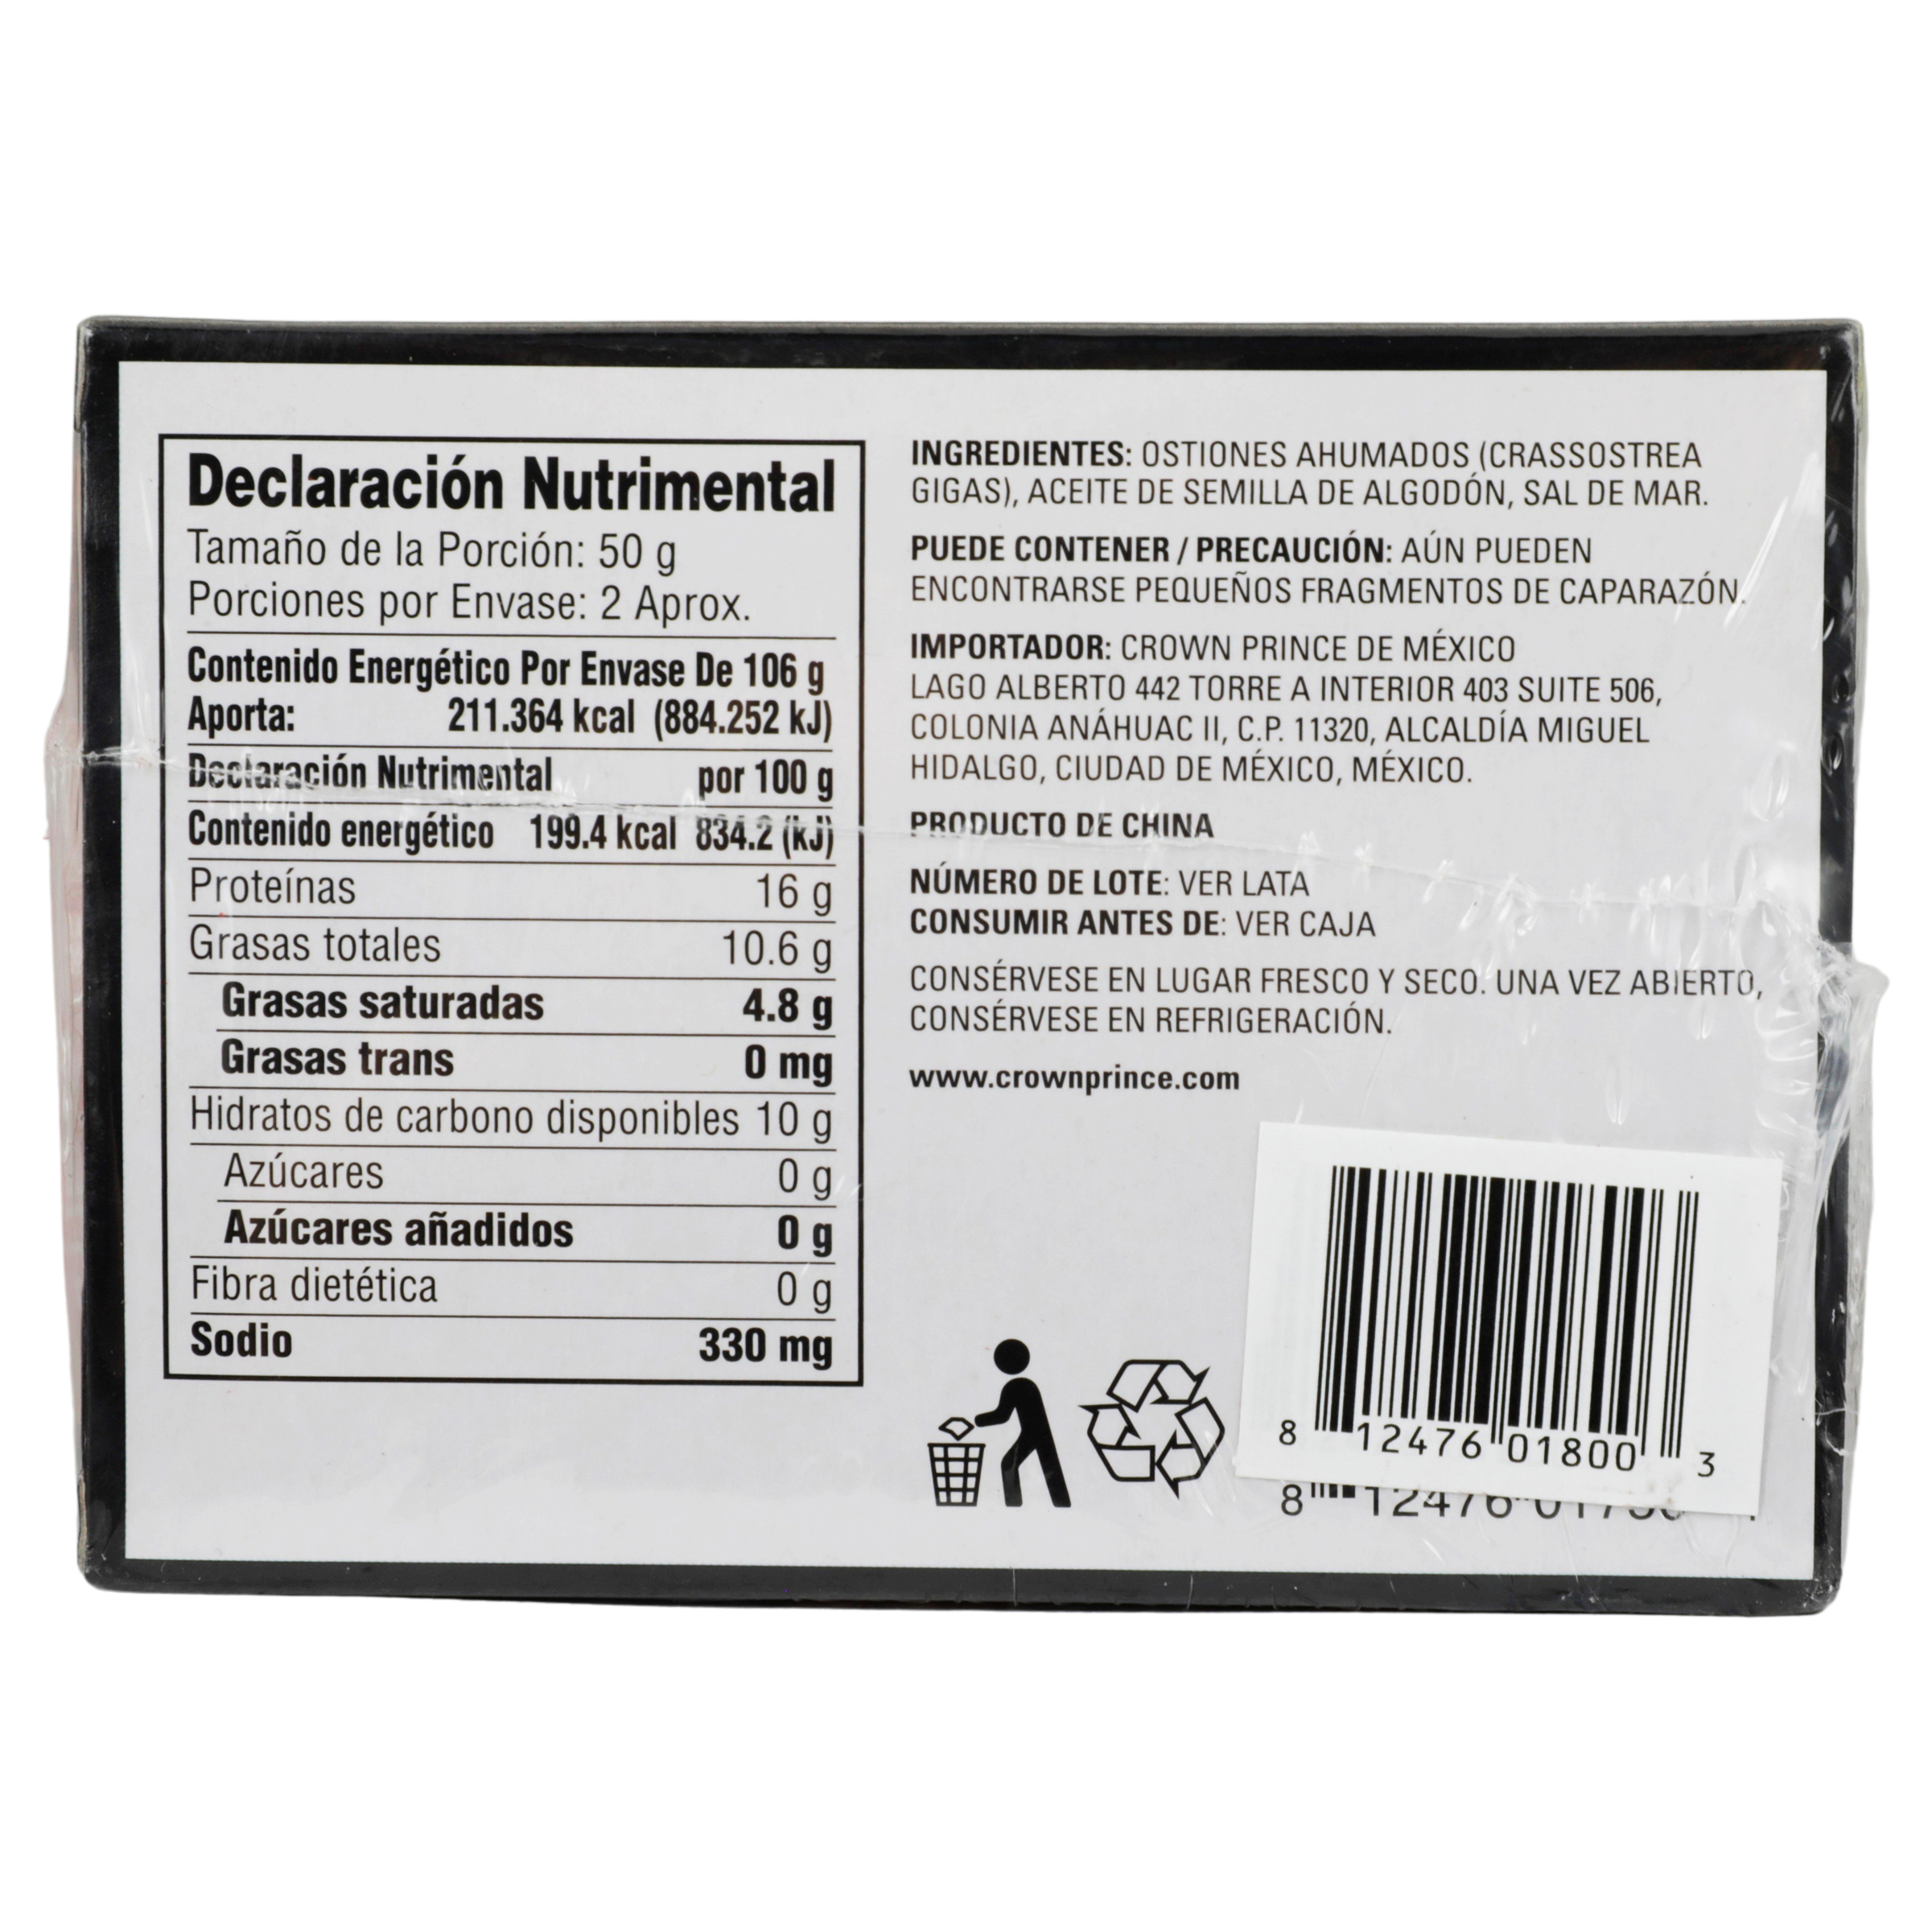 Declaración Nutrimental
Tamaño de la Porción: 50 g
Porciones por Envase: 2 Aprox.
Contenido Energético Por Envase De 106 g
Aporta: 211.364 kcal (884.252 kJ)
Declaración Nutrimental por 100 g
Contenido energético 199.4 kcal 834.2 (kJ)
Proteínas 16 g
Grasas totales 10.6 g
Grasas saturadas 4.8 g
Grasas trans 0 mg
Hidratos de carbono disponibles 10 g
Azúcares 0 g
Azúcares añadidos 0 g
Fibra dietética 0 g
Sodio 330 mg
INGREDIENTES: OSTIONES AHUMADOS (CRASSOSTREA
GIGAS), ACEITE DE SEMILLA DE ALGODÓN, SAL DE MAR.
PUEDE CONTENER / PRECAUCIÓN: AÚN PUEDEN
ENCONTRARSE PEQUEÑOS FRAGMENTOS DE CAPARAZÓN.
IMPORTADOR: CROWN PRINCE DE MÉXICO
LAGO ALBERTO 442 TORRE A INTERIOR 403 SUITE 506,
COLONIA ANÁHUAC II, C.P. 11320, ALCALDÍA MIGUEL
HIDALGO, CIUDAD DE MÉXICO, MÉXICO.
PRODUCTO DE CHINA
NÚMERO DE LOTE: VER LATA
CONSUMIR ANTES DE: VER CAJA
CONSÉRVESE EN LUGAR FRESCO Y SECO. UNA VEZ ABIERTO,
CONSÉRVESE EN REFRIGERACIÓN.
www.crownprince.com
8 12476 01800 3
8 12476